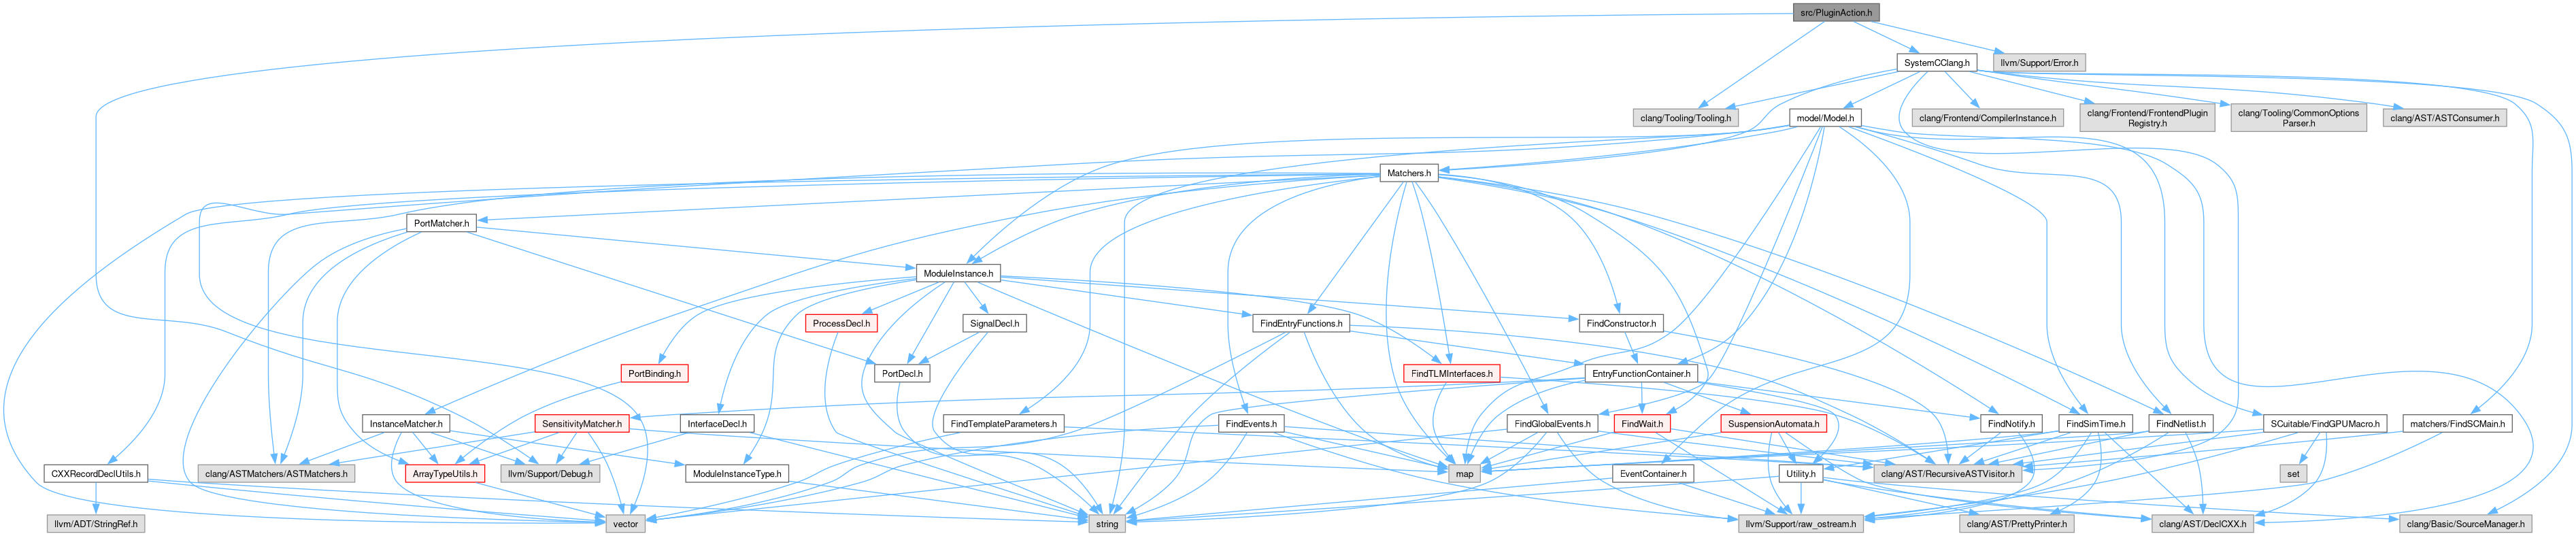 src/PluginAction.h
SystemCClang.h
llvm/Support/Error.h
clang/Tooling/Tooling.h
model/Model.h
clang/Frontend/CompilerInstance.h
clang/Frontend/FrontendPlugin
Registry.h
clang/Tooling/CommonOptions
Parser.h
clang/AST/ASTConsumer.h
Matchers.h
PortMatcher.h
ModuleInstance.h
ProcessDecl.h
SignalDecl.h
FindEntryFunctions.h
FindConstructor.h
PortBinding.h
PortDecl.h
FindTLMInterfaces.h
EntryFunctionContainer.h
InstanceMatcher.h
SensitivityMatcher.h
InterfaceDecl.h
FindTemplateParameters.h
FindEvents.h
FindGlobalEvents.h
FindWait.h
SuspensionAutomata.h
FindNotify.h
FindSimTime.h
FindNetlist.h
SCuitable/FindGPUMacro.h
matchers/FindSCMain.h
CXXRecordDeclUtils.h
clang/ASTMatchers/ASTMatchers.h
ArrayTypeUtils.h
llvm/Support/Debug.h
ModuleInstanceType.h
map
EventContainer.h
Utility.h
clang/AST/RecursiveASTVisitor.h
set
llvm/ADT/StringRef.h
vector
string
llvm/Support/raw_ostream.h
clang/AST/PrettyPrinter.h
clang/AST/DeclCXX.h
clang/Basic/SourceManager.h